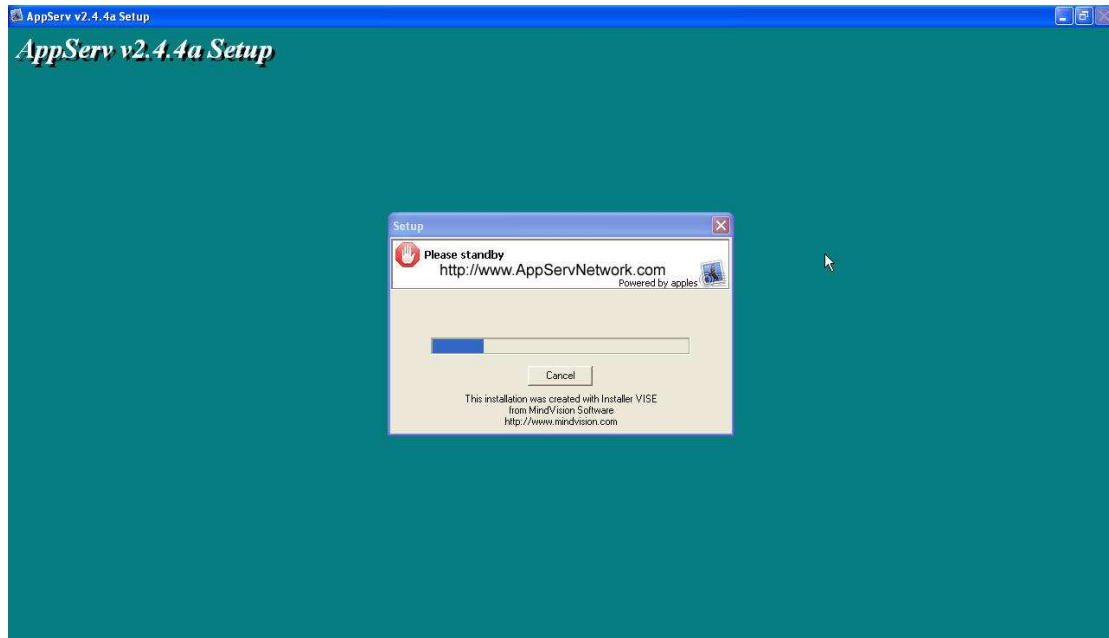 AppServ v2.4.4a Setup
AppServ v2.4.4a Setup
Setup
Please standby
http://www.AppServNetwork.com
Powered by apples
Cancel
This installation was created with Installer VISE
from MindVision Software
http://www.mindvision.com